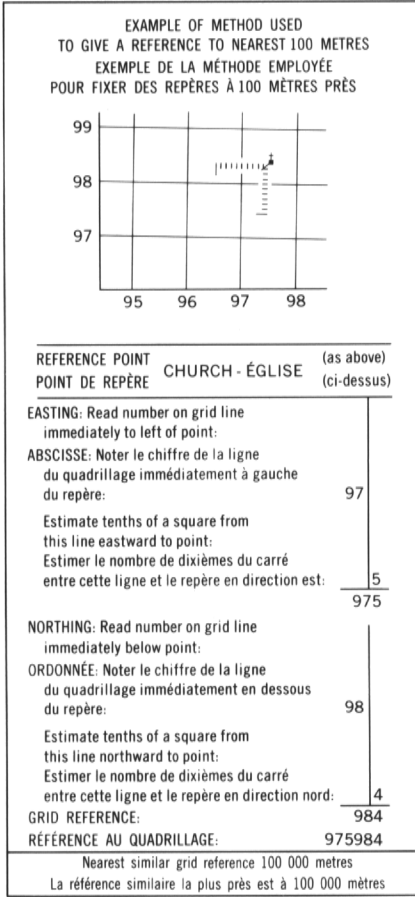 EXAMPLE OF METHOD USED
TO GIVE A REFERENCE TO NEAREST 100 METRES
EXEMPLE DE LA MÉTHODE EMPLOYÉE
POUR FIXER DES REPÈRES À 100 MÈTRES PRÈS
99
98
97
95 96 97 98
REFERENCE POINT
POINT DE REPÈRE
CHURCH - ÉGLISE
(as above)
(ci-dessus)
EASTING: Read number on grid line
immediately to left of point:
ABSCISSE: Noter le chiffre de la ligne
du quadrillage immédiatement à gauche
du repère: 97
Estimate tenths of a square from
this line eastward to point:
Estimer le nombre de dixièmes du carré
entre cette ligne et le repère en direction est: 5
975
NORTHING: Read number on grid line
immediately below point:
ORDONNÉE: Noter le chiffre de la ligne
du quadrillage immédiatement en dessous
du repère: 98
Estimate tenths of a square from
this line northward to point:
Estimer le nombre de dixièmes du carré
entre cette ligne et le repère en direction nord: 4
GRID REFERENCE: 984
RÉFÉRENCE AU QUADRILLAGE: 975984
Nearest similar grid reference 100 000 metres
La référence similaire la plus près est à 100 000 mètres